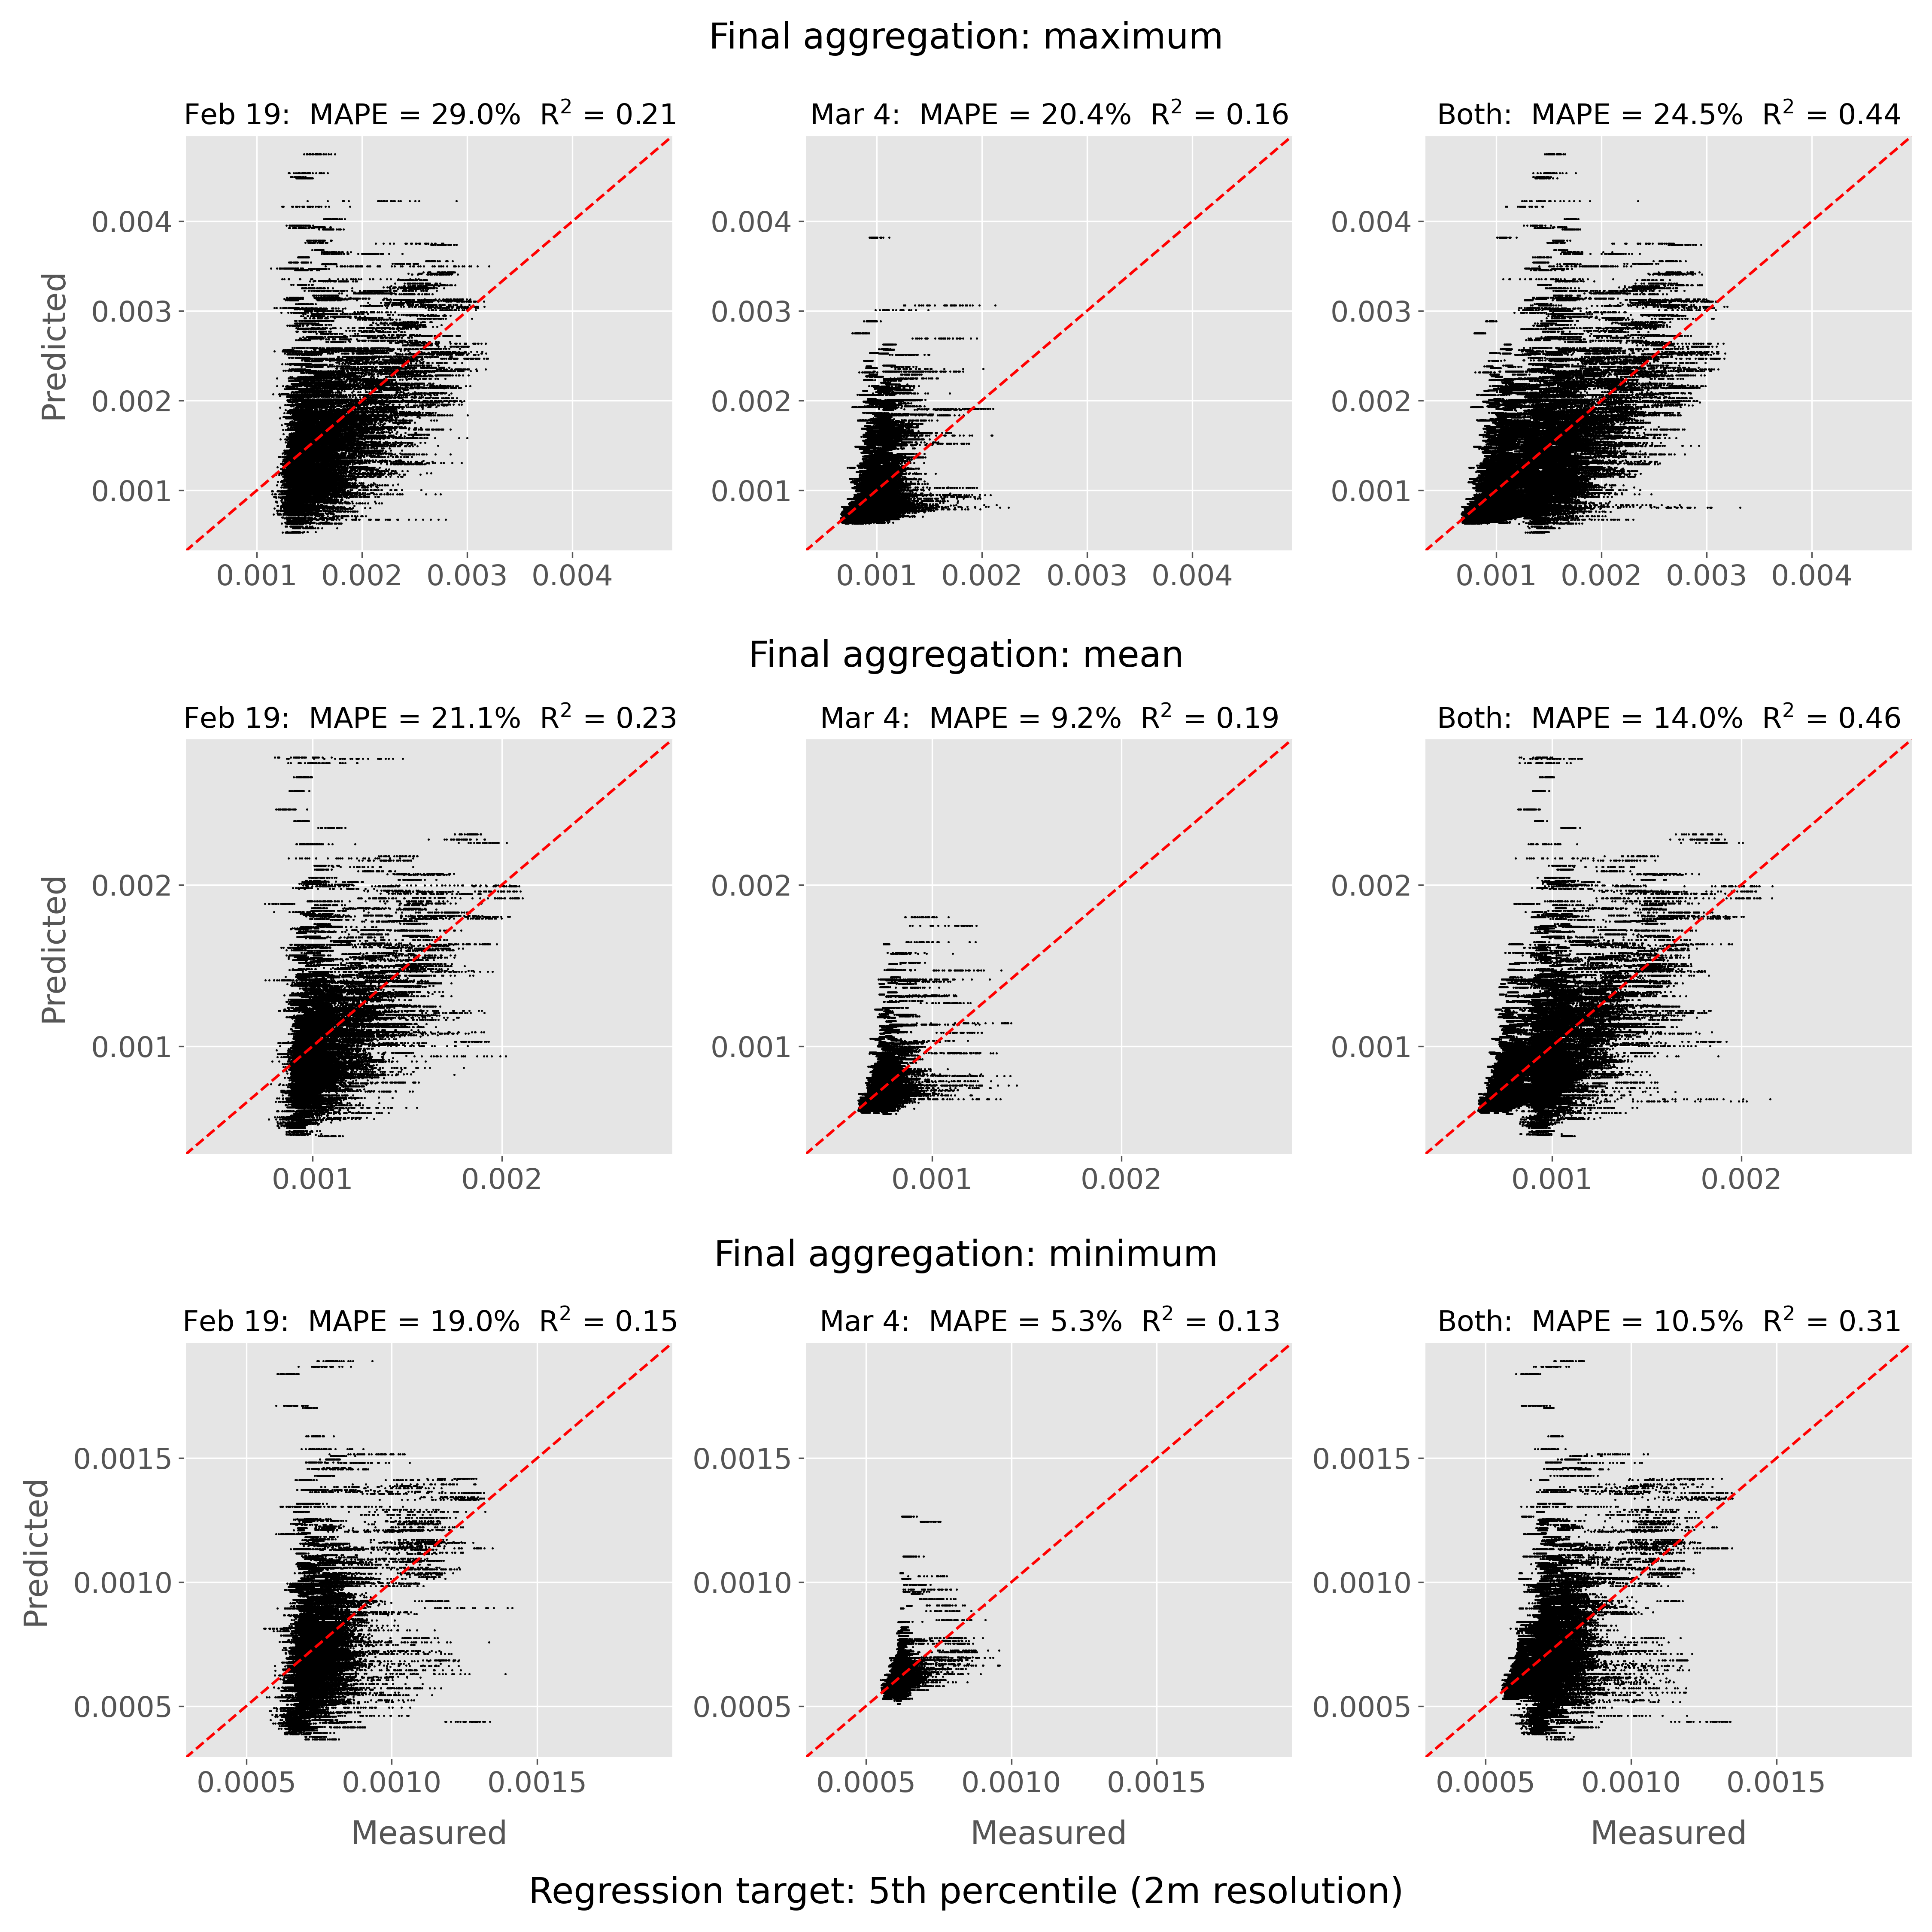 Final aggregation: maximum
Feb 19:  MAPE = 29.0%  R² = 0.21
Mar 4:  MAPE = 20.4%  R² = 0.16
Both:  MAPE = 24.5%  R² = 0.44
Predicted
0.004
0.003
0.002
0.001
0.001 0.002 0.003 0.004
0.004
0.003
0.002
0.001
0.001 0.002 0.003 0.004
0.004
0.003
0.002
0.001
0.001 0.002 0.003 0.004
Final aggregation: mean
Feb 19:  MAPE = 21.1%  R² = 0.23
Mar 4:  MAPE = 9.2%  R² = 0.19
Both:  MAPE = 14.0%  R² = 0.46
Predicted
0.002
0.001
0.001 0.002
0.002
0.001
0.001 0.002
0.002
0.001
0.001 0.002
Final aggregation: minimum
Feb 19:  MAPE = 19.0%  R² = 0.15
Mar 4:  MAPE = 5.3%  R² = 0.13
Both:  MAPE = 10.5%  R² = 0.31
Predicted
0.0015
0.0010
0.0005
0.0005 0.0010 0.0015
Measured
0.0015
0.0010
0.0005
0.0005 0.0010 0.0015
Measured
0.0015
0.0010
0.0005
0.0005 0.0010 0.0015
Measured
Regression target: 5th percentile (2m resolution)